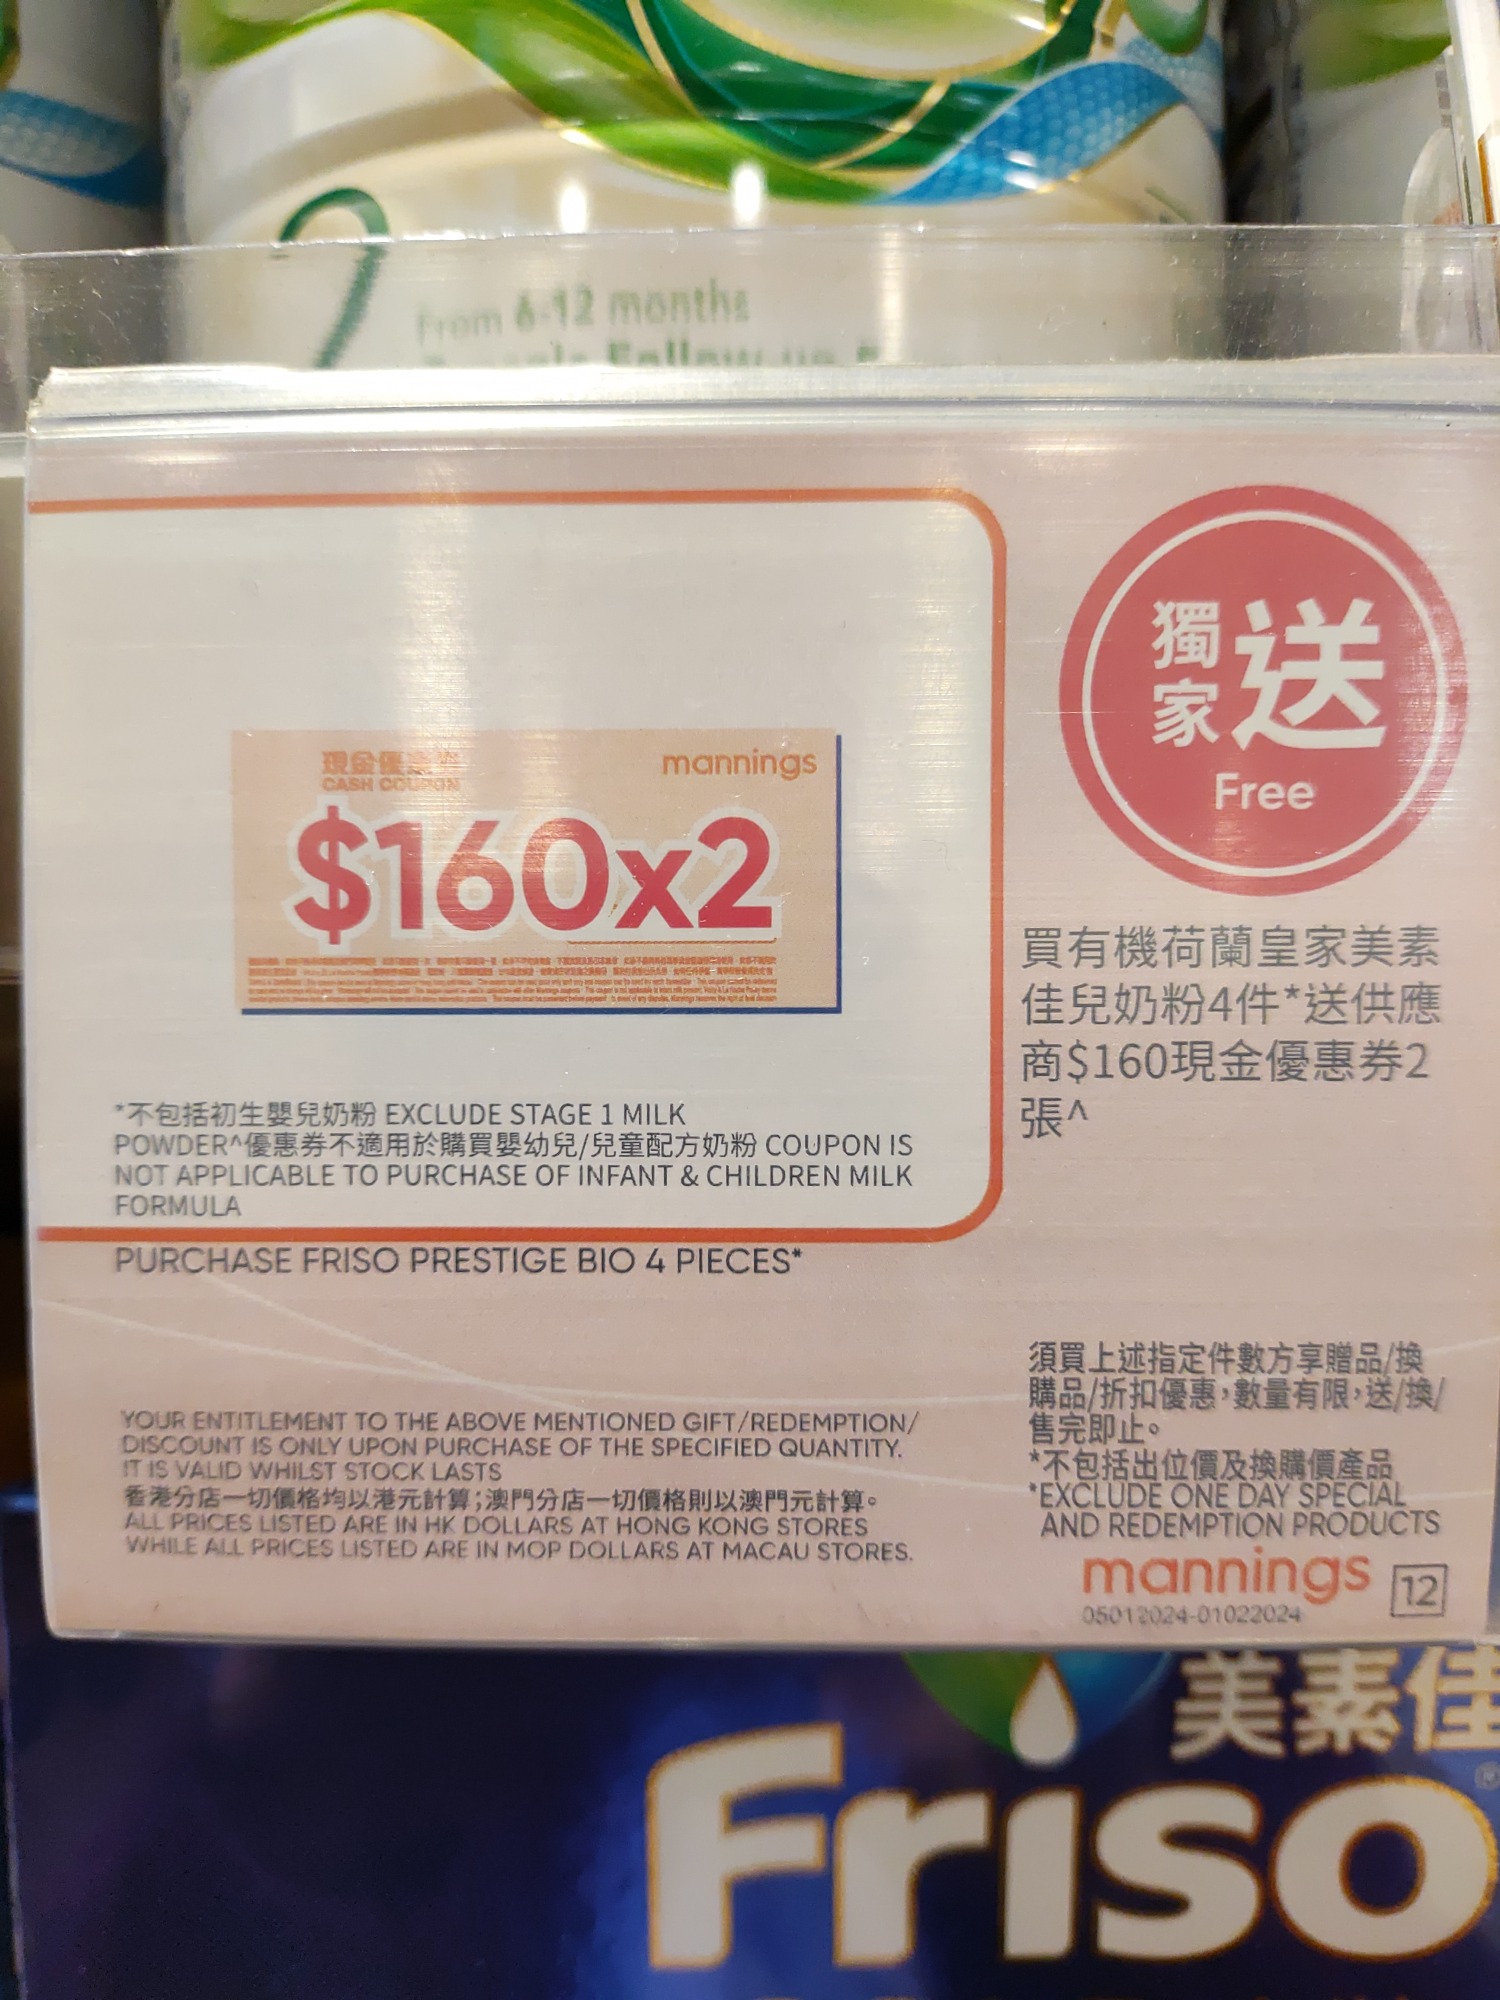 2
From 6-12 months
獨家送
Free
現金優惠券
mannings
CASH COUPON
$160x2
買有機荷蘭皇家美素
佳兒奶粉4件*送供應
商$160現金優惠券2
張^
*不包括初生嬰兒奶粉 EXCLUDE STAGE 1 MILK
POWDER^優惠券不適用於購買嬰幼兒/兒童配方奶粉 COUPON IS
NOT APPLICABLE TO PURCHASE OF INFANT & CHILDREN MILK
FORMULA
PURCHASE FRISO PRESTIGE BIO 4 PIECES*
YOUR ENTITLEMENT TO THE ABOVE MENTIONED GIFT/REDEMPTION/
DISCOUNT IS ONLY UPON PURCHASE OF THE SPECIFIED QUANTITY.
IT IS VALID WHILST STOCK LASTS
香港分店一切價格均以港元計算;澳門分店一切價格則以澳門元計算。
ALL PRICES LISTED ARE IN HK DOLLARS AT HONG KONG STORES
WHILE ALL PRICES LISTED ARE IN MOP DOLLARS AT MACAU STORES.
須買上述指定件數方享贈品/換
購品/折扣優惠,數量有限,送/換/
售完即止。
*不包括出位價及換購價產品
*EXCLUDE ONE DAY SPECIAL
AND REDEMPTION PRODUCTS
mannings 12
05012024-01022024
美素佳
Friso